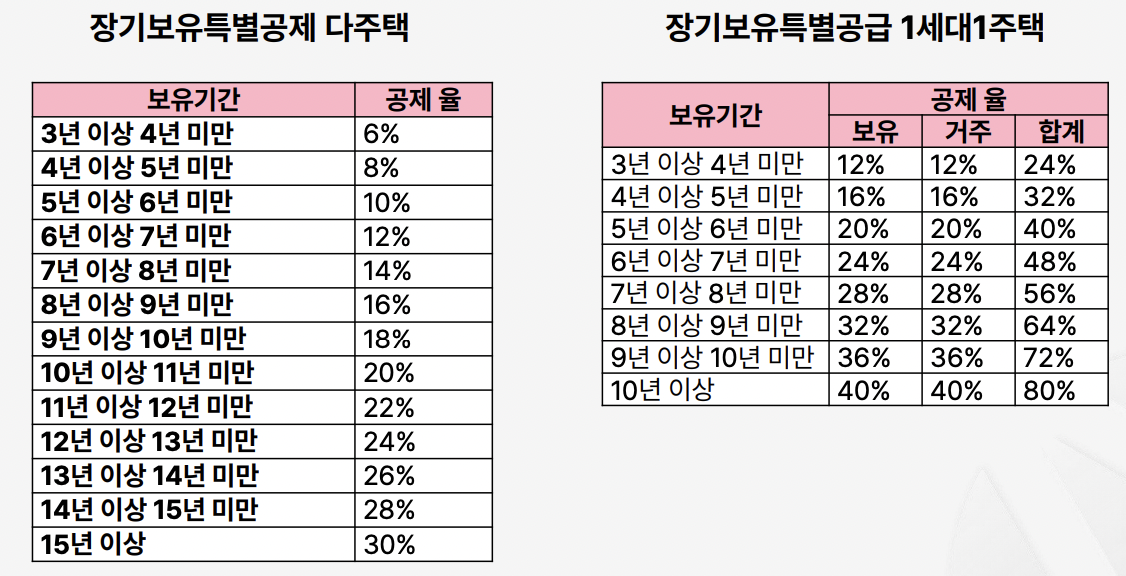 장기보유특별공제 다주택
보유기간 공제 율
3년 이상 4년 미만 6%
4년 이상 5년 미만 8%
5년 이상 6년 미만 10%
6년 이상 7년 미만 12%
7년 이상 8년 미만 14%
8년 이상 9년 미만 16%
9년 이상 10년 미만 18%
10년 이상 11년 미만 20%
11년 이상 12년 미만 22%
12년 이상 13년 미만 24%
13년 이상 14년 미만 26%
14년 이상 15년 미만 28%
15년 이상 30%
장기보유특별공급 1세대1주택
보유기간 공제 율
보유 거주 합계
3년 이상 4년 미만 12% 12% 24%
4년 이상 5년 미만 16% 16% 32%
5년 이상 6년 미만 20% 20% 40%
6년 이상 7년 미만 24% 24% 48%
7년 이상 8년 미만 28% 28% 56%
8년 이상 9년 미만 32% 32% 64%
9년 이상 10년 미만 36% 36% 72%
10년 이상 40% 40% 80%